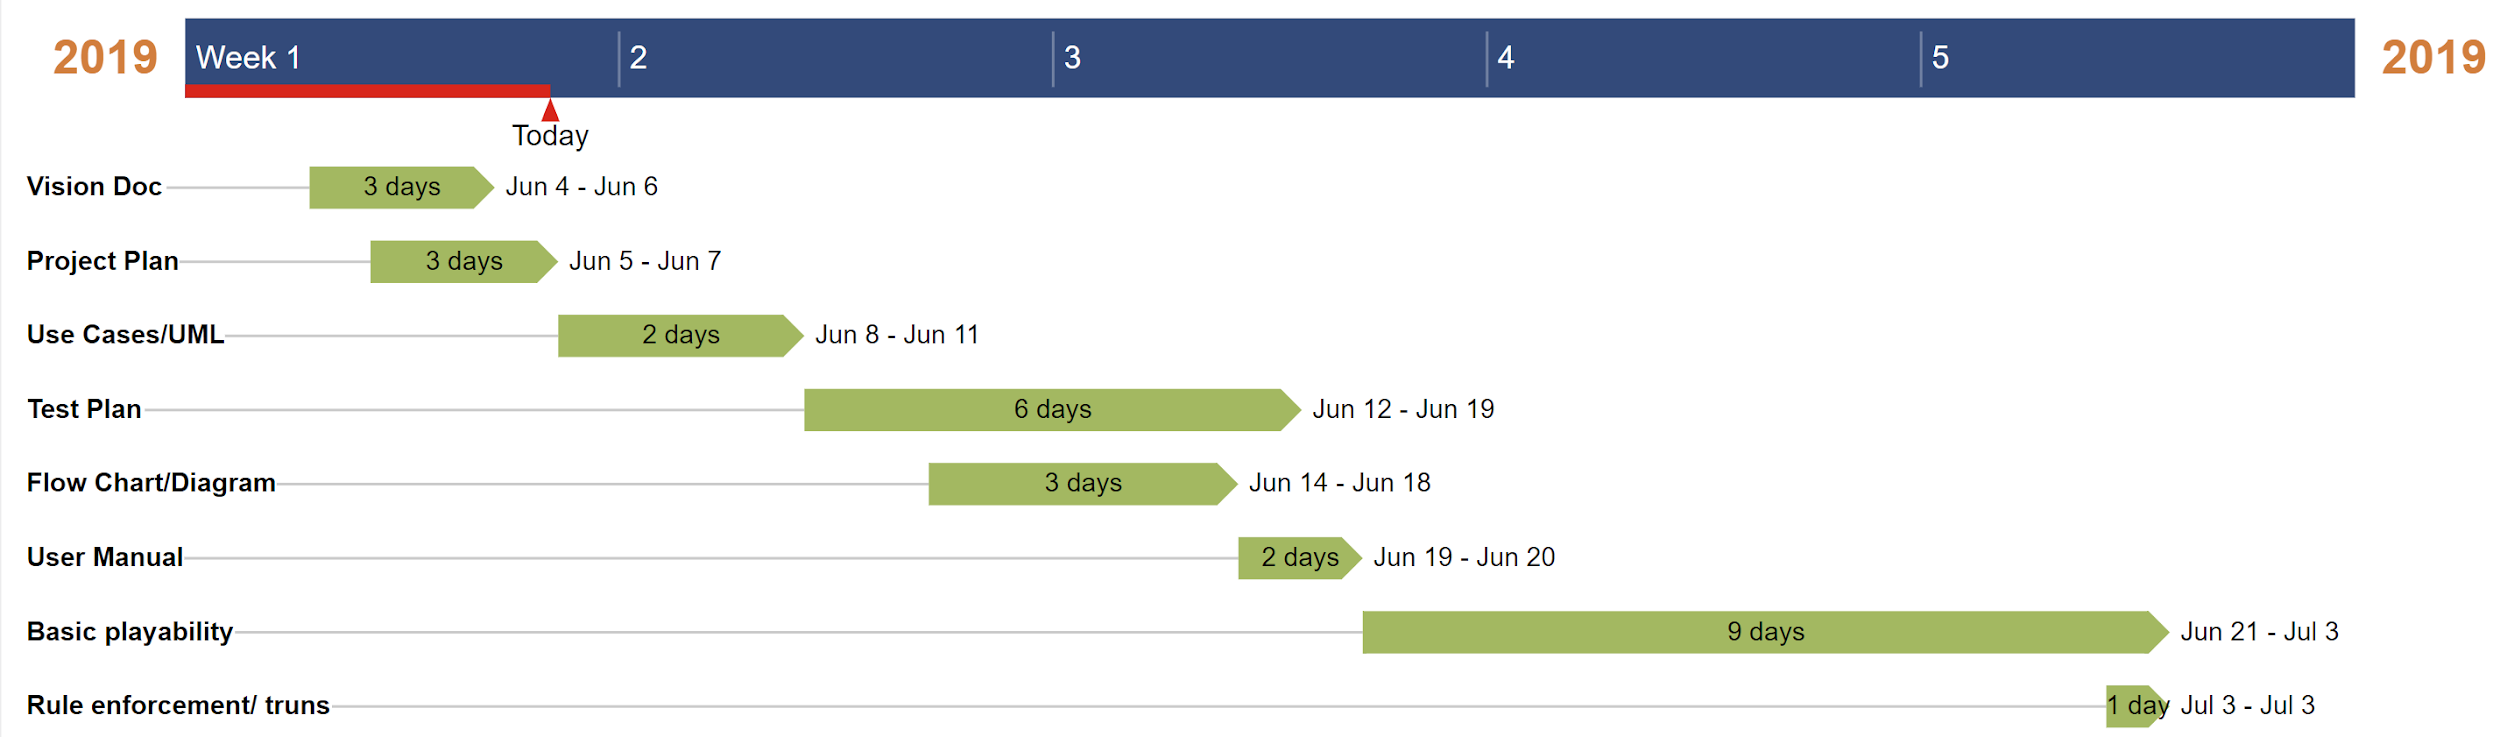 2019 Week 1 2 3 4 5 2019
Today
Vision Doc 3 days Jun 4 - Jun 6
Project Plan 3 days Jun 5 - Jun 7
Use Cases/UML 2 days Jun 8 - Jun 11
Test Plan 6 days Jun 12 - Jun 19
Flow Chart/Diagram 3 days Jun 14 - Jun 18
User Manual 2 days Jun 19 - Jun 20
Basic playability 9 days Jun 21 - Jul 3
Rule enforcement/ truns 1 day Jul 3 - Jul 3